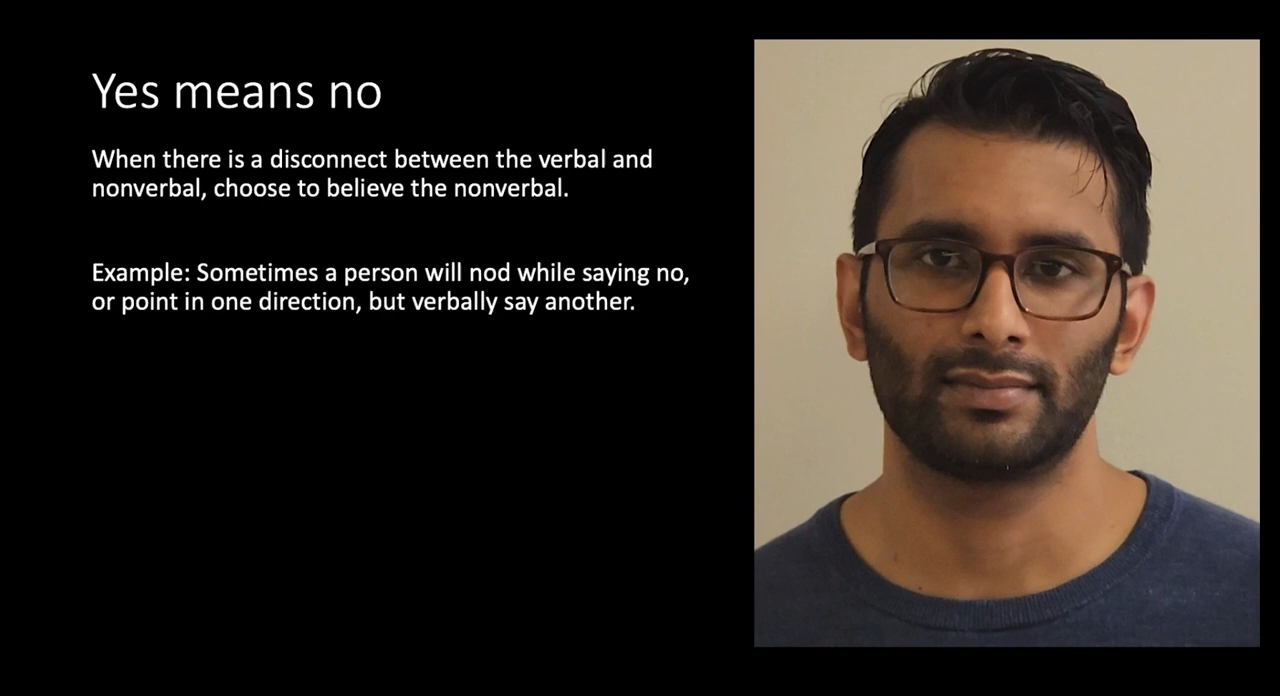 Yes means no
When there is a disconnect between the verbal and
nonverbal, choose to believe the nonverbal.
Example: Sometimes a person will nod while saying no,
or point in one direction, but verbally say another.